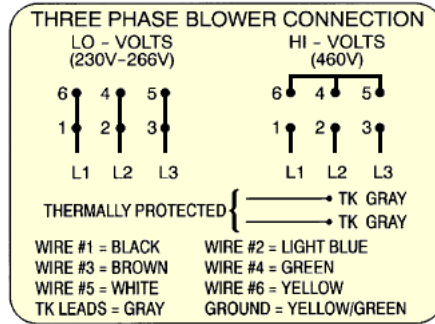 THREE PHASE BLOWER CONNECTION
LO - VOLTS
(230V-266V)
HI - VOLTS
(460V)
6 4 5 6 4 5
1 2 3 1 2 3
L1 L2 L3 L1 L2 L3
THERMALLY PROTECTED
TK GRAY
TK GRAY
WIRE #1 = BLACK WIRE #2 = LIGHT BLUE
WIRE #3 = BROWN WIRE #4 = GREEN
WIRE #5 = WHITE WIRE #6 = YELLOW
TK LEADS = GRAY GROUND = YELLOW/GREEN